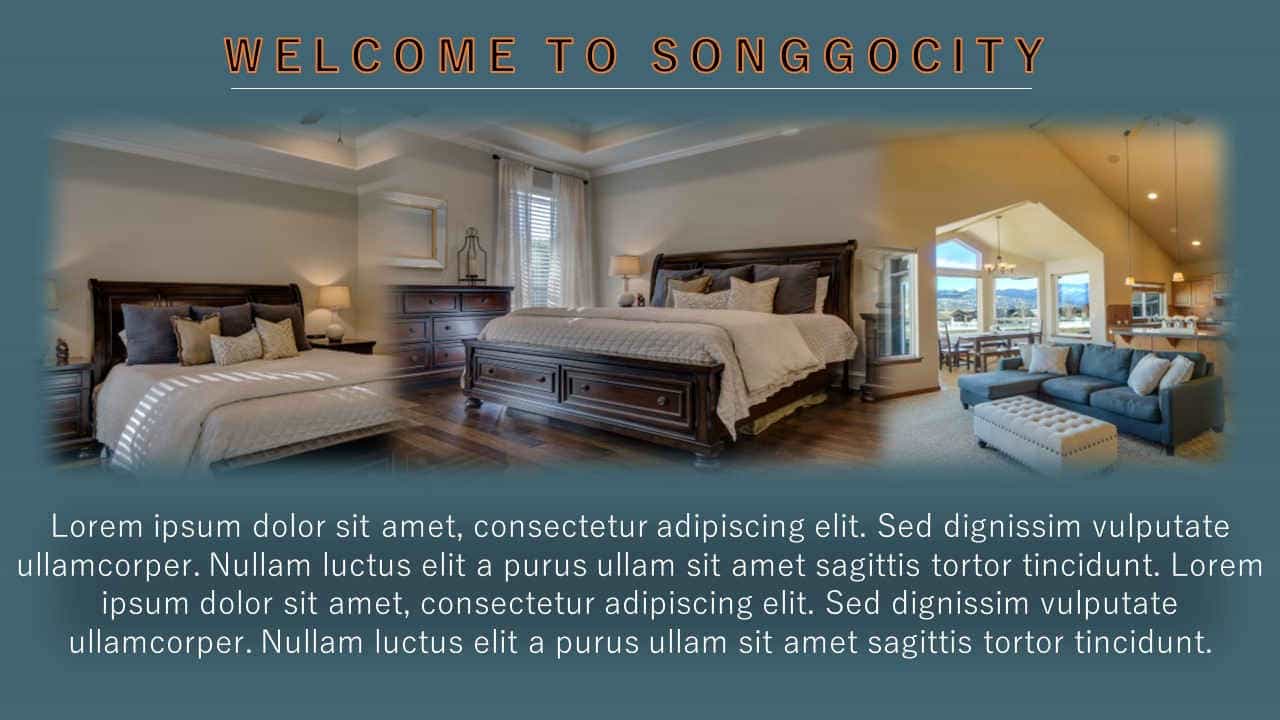 WELCOME TO SONGGOCITY
Lorem ipsum dolor sit amet, consectetur adipiscing elit. Sed dignissim vulputate
ullamcorper. Nullam luctus elit a purus ullam sit amet sagittis tortor tincidunt. Lorem
ipsum dolor sit amet, consectetur adipiscing elit. Sed dignissim vulputate
ullamcorper. Nullam luctus elit a purus ullam sit amet sagittis tortor tincidunt.